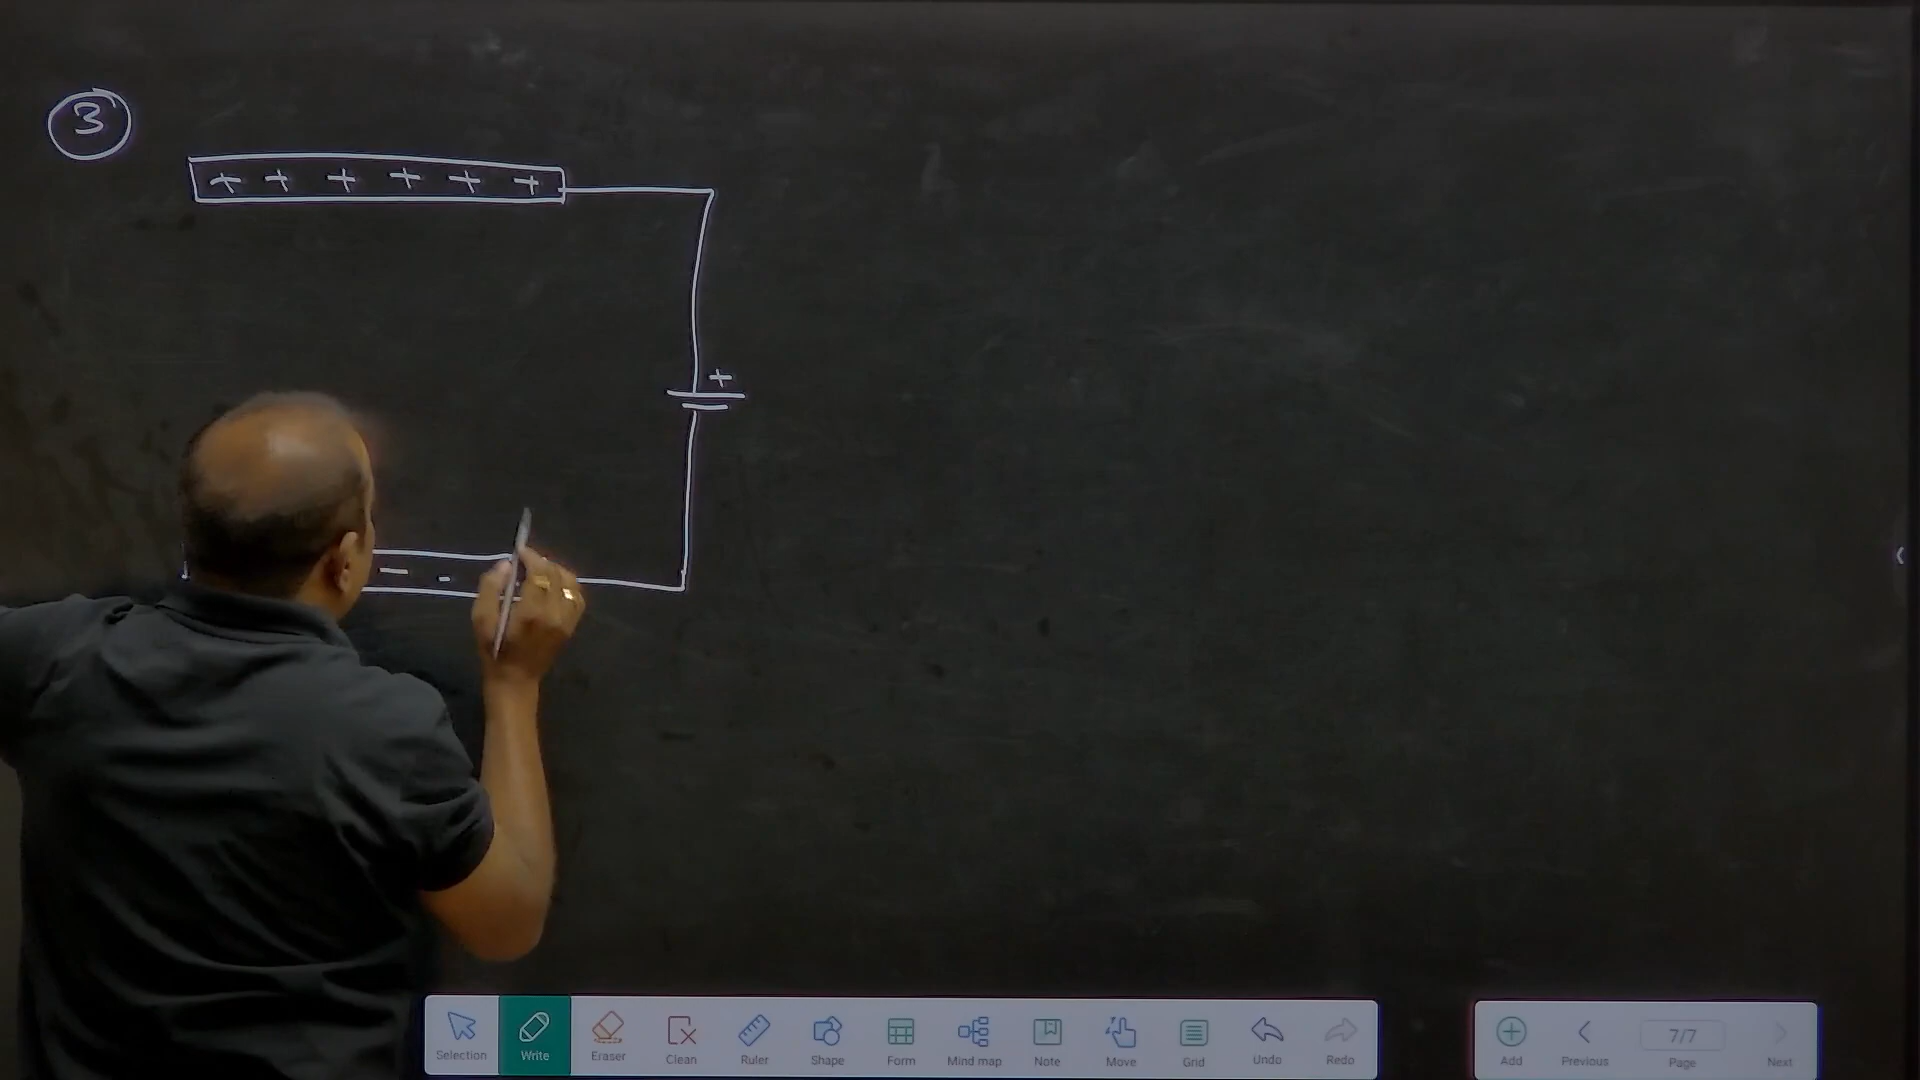 3
+ + + + + +
+
- -
Selection Write Eraser Clean Ruler Shape Form Mind map Note Move Grid Undo Redo
Add Previous 7/7 Page Next